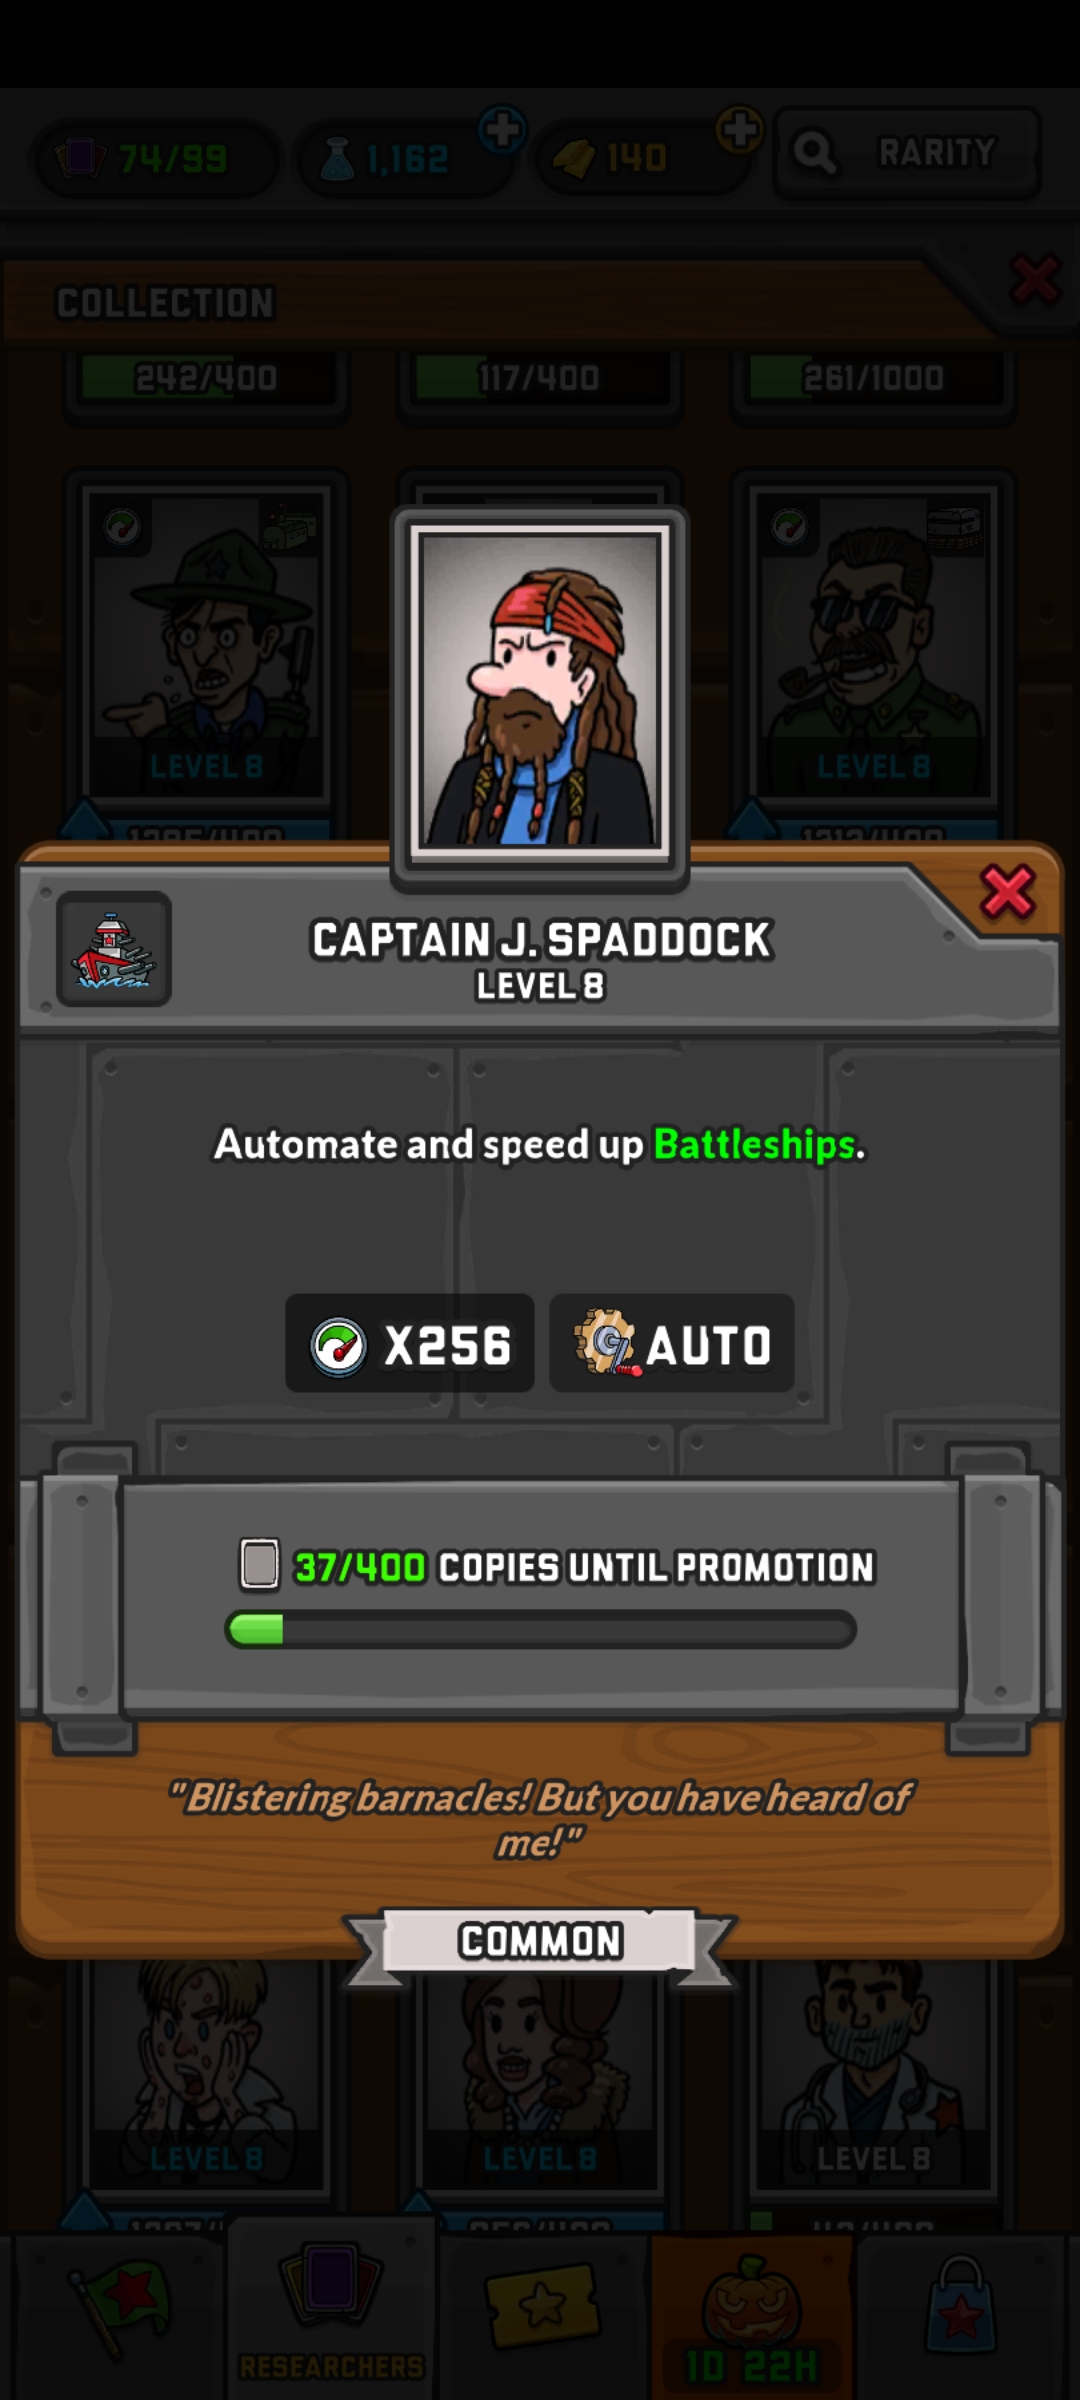 74/99
1,162
140
RARITY
COLLECTION
242/400
117/400
261/1000
LEVEL 8
LEVEL 8
1312/400
CAPTAIN J. SPADDOCK
LEVEL 8
Automate and speed up Battleships.
X256
AUTO
37/400 COPIES UNTIL PROMOTION
"Blistering barnacles! But you have heard of
me!"
COMMON
LEVEL 8
LEVEL 8
LEVEL 8
RESEARCHERS
1D 22H